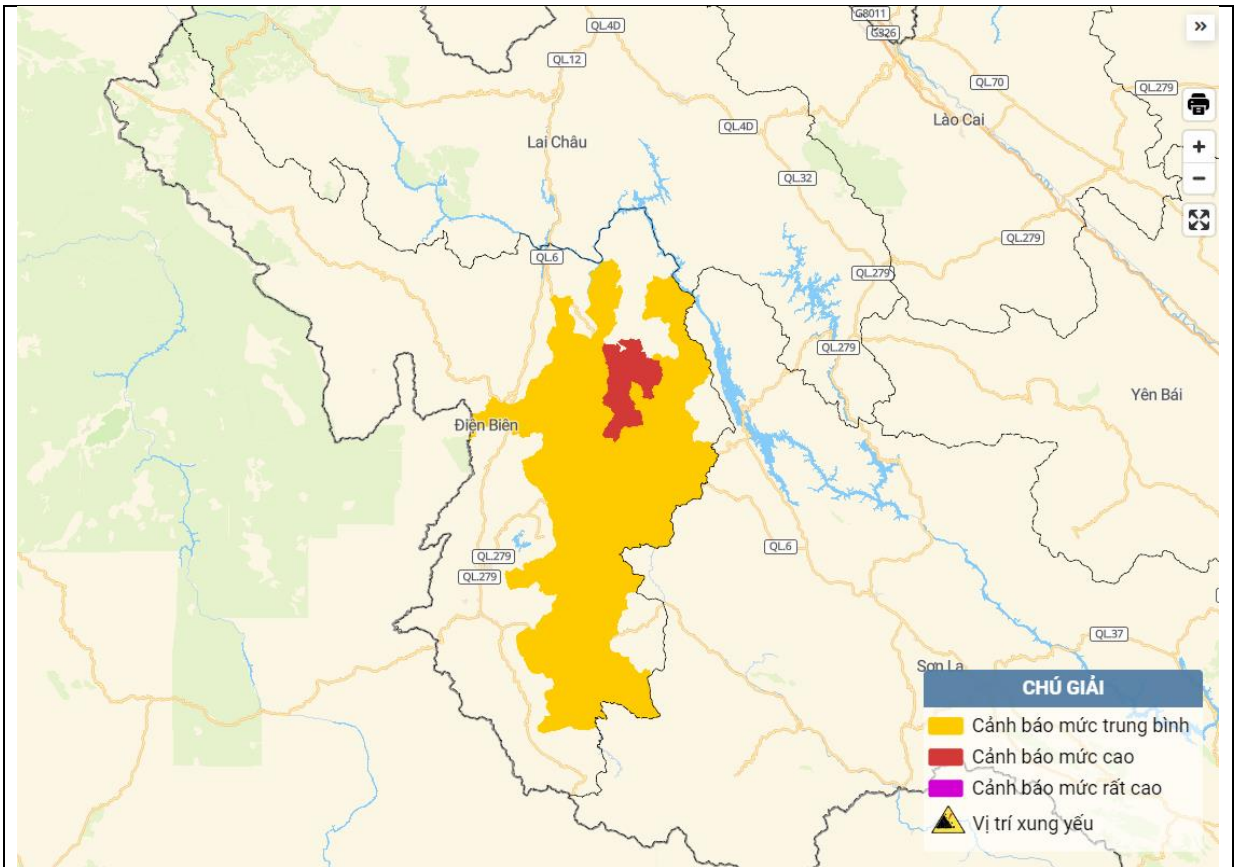 G8011
»
QL.4D
G326
QL.12
QL.70
QL.279
Lào Cai
QL.4D
Lai Châu
+
QL.32
−
QL.279
QL.6
QL.279
QL.279
Yên Bái
Điện Biên
QL.6
QL.279
QL.279
QL.37
Sơn La
CHÚ GIẢI
Cảnh báo mức trung bình
Cảnh báo mức cao
Cảnh báo mức rất cao
Vị trí xung yếu